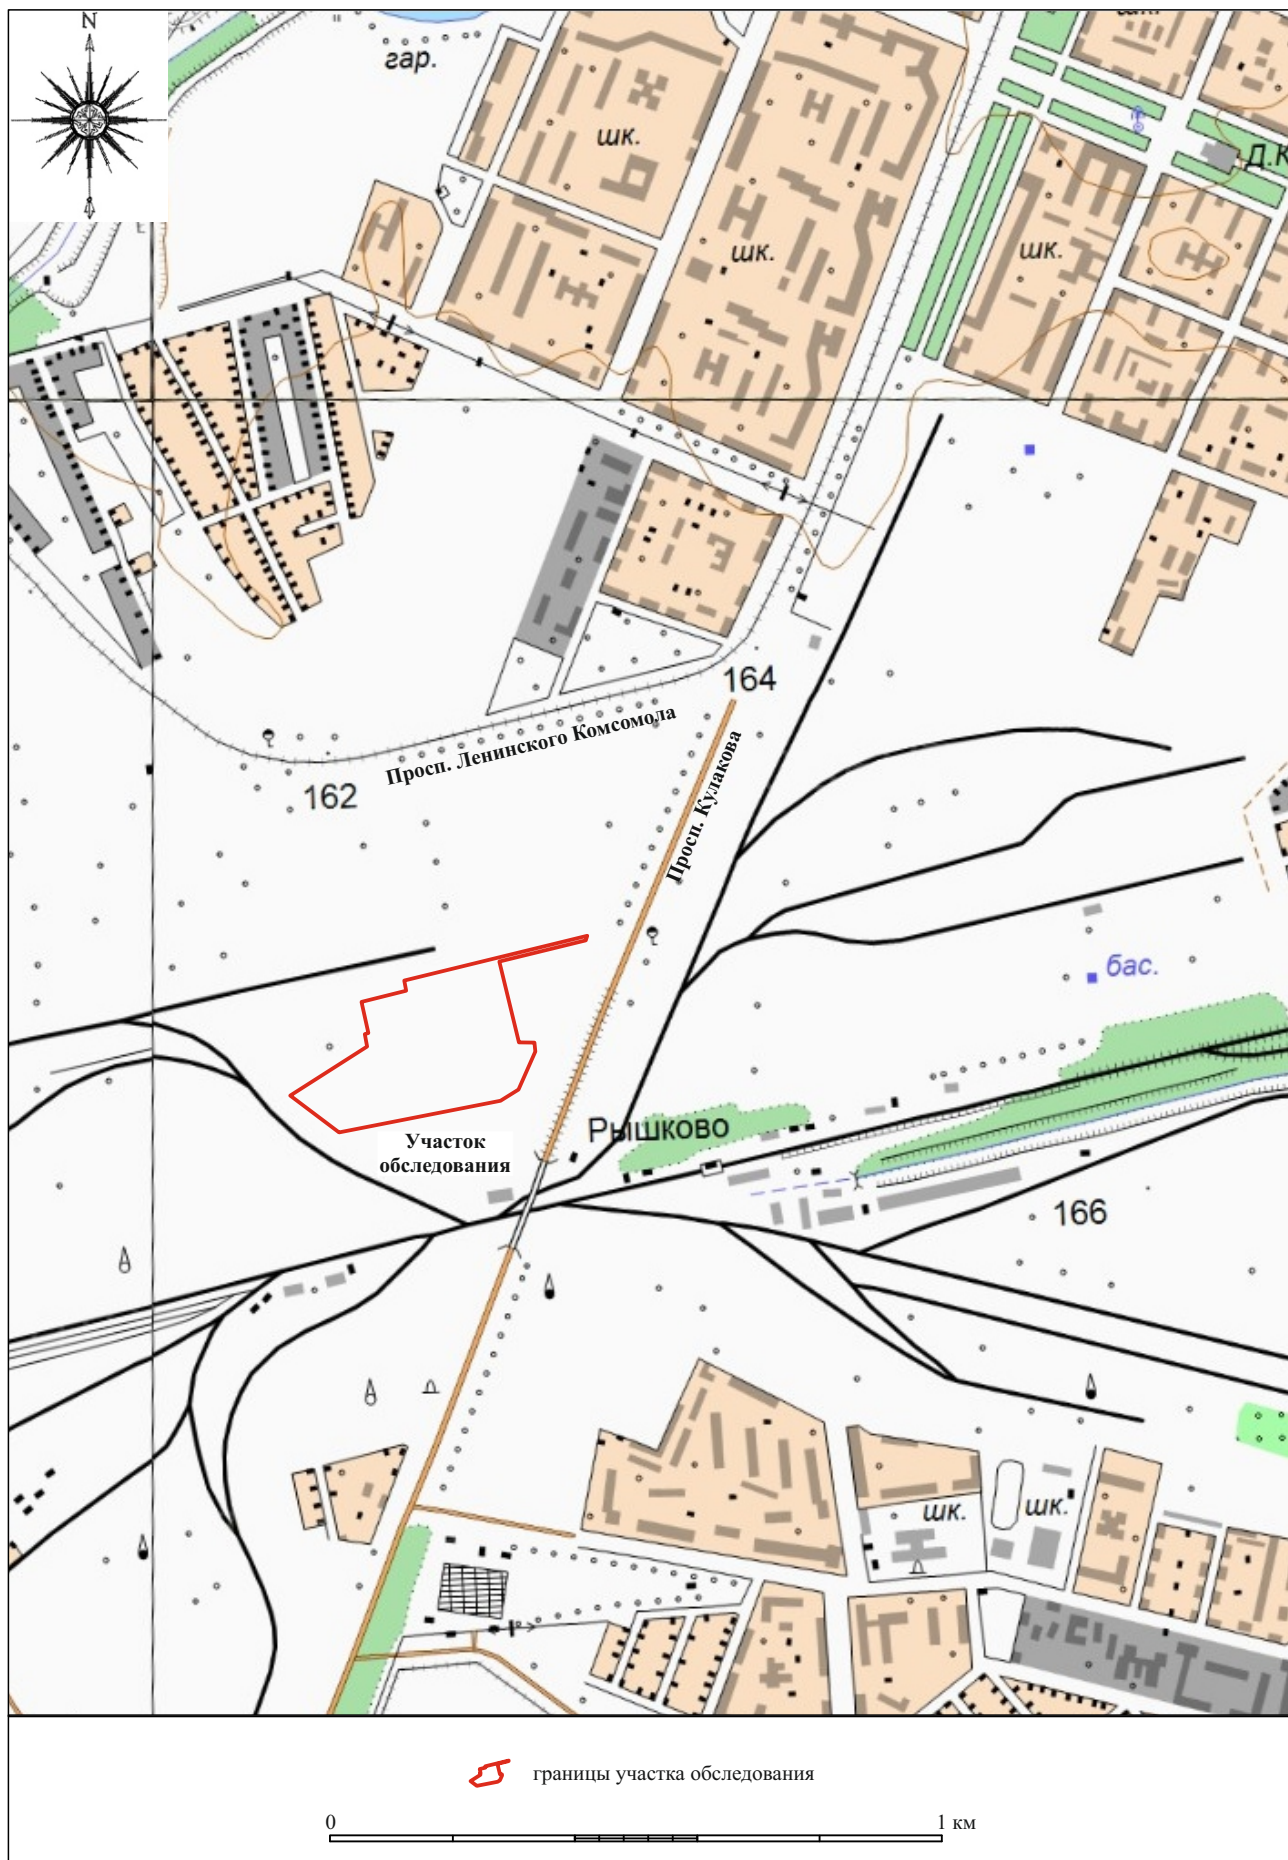 N
гар.
шк.
Д.К
шк.
шк.
164
Просп. Ленинского Комсомола
Просп. Кулакова
162
бас.
Рышково
Участок
обследования
166
шк.
шк.
границы участка обследования
0
1 км